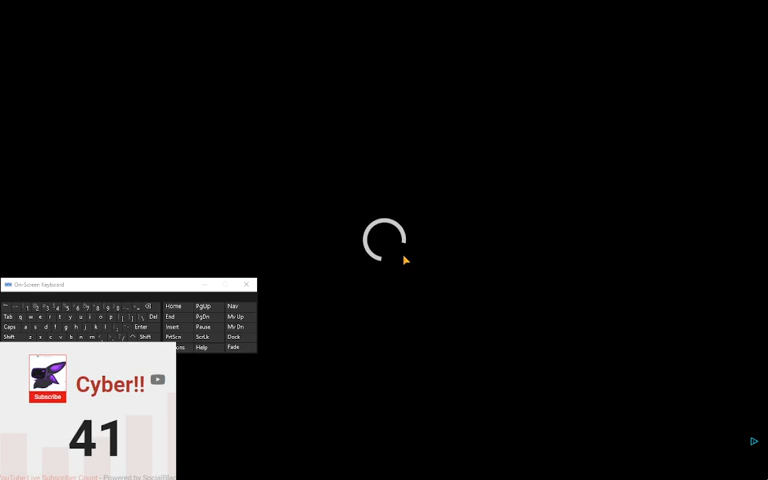 On-Screen Keyboard
Home PgUp Nav
Tab q w e r t y u i o p [ ] \ Del End PgDn Mv Up
Caps a s d f g h j k l ; ' Enter Insert Pause Mv Dn
Shift z x c v b n m , . / Shift PrtScn ScrLk Dock
Help Fade
Cyber!!
Subscribe
41
YouTube Live Subscriber Count - Powered by SocialBlad